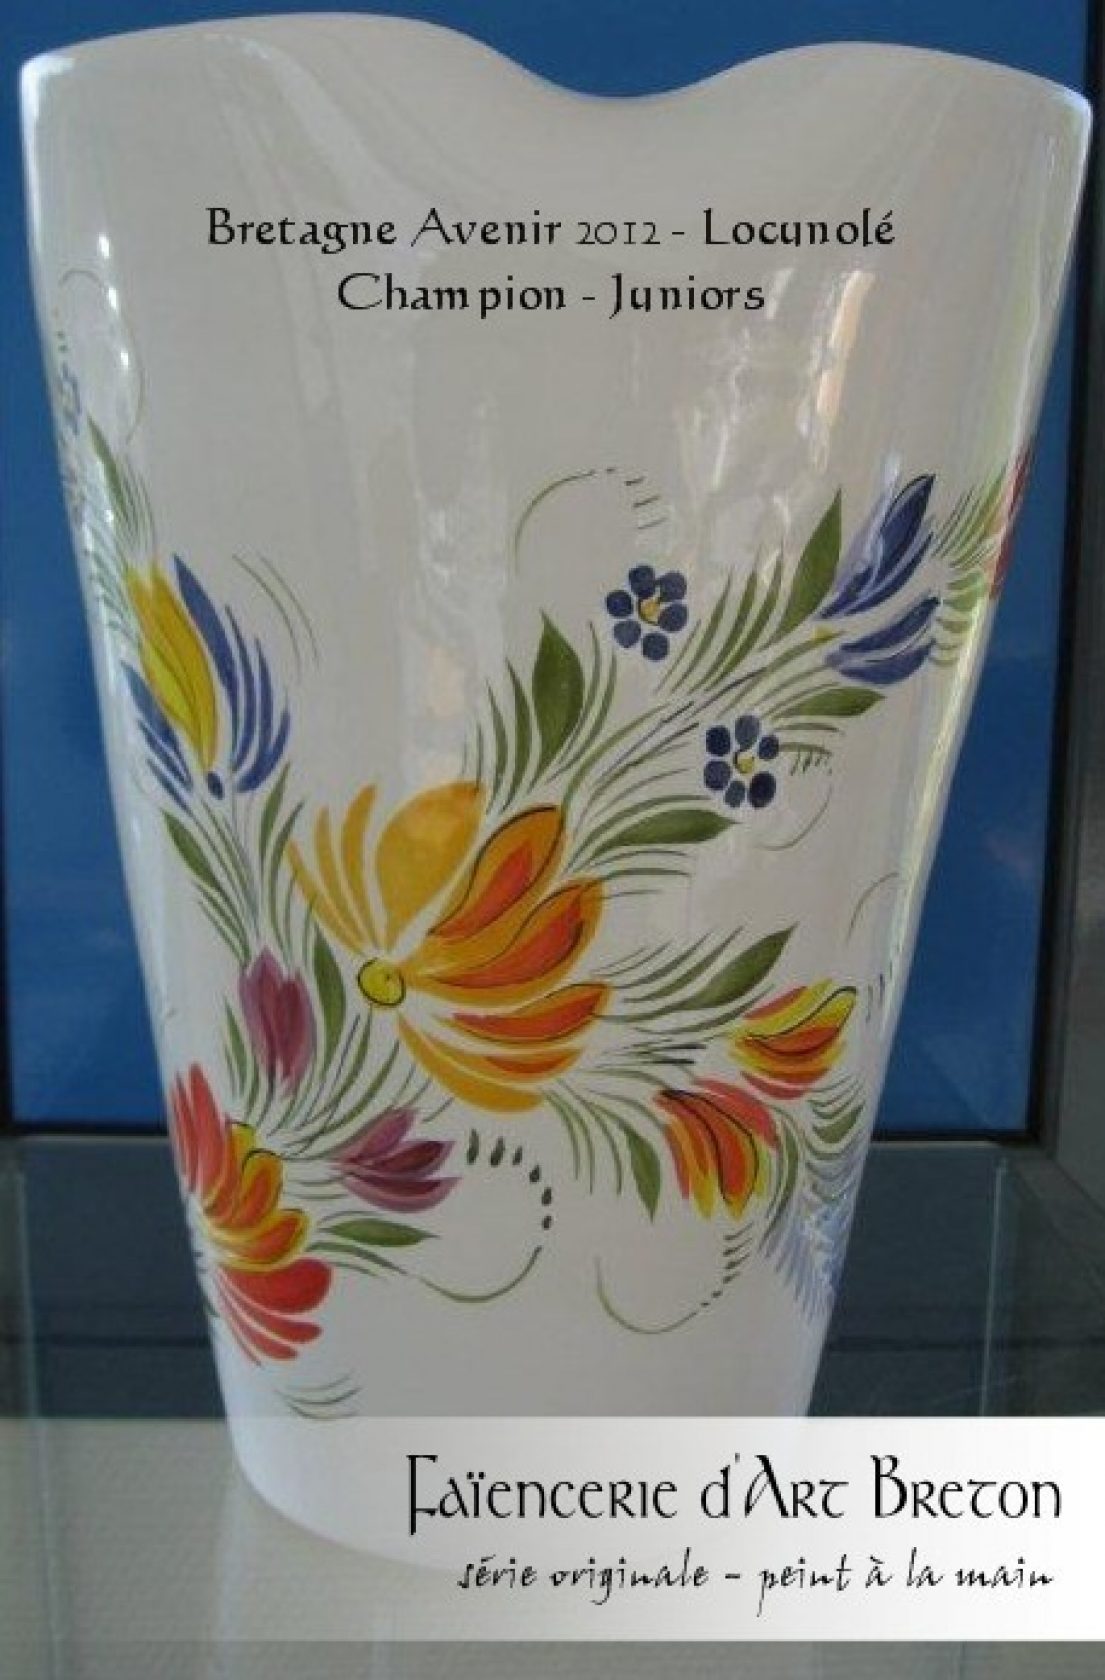 Bretagne Avenir 2012 - Locunolé
Champion - Juniors
Faïencerie d'Art Breton
série originale - peint à la main